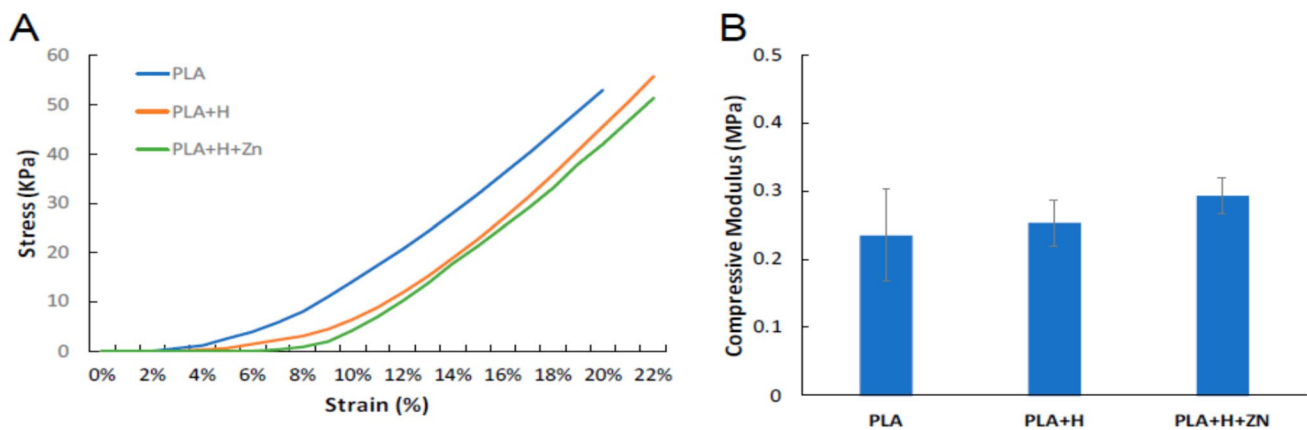 A
60
50
40
30
20
10
0
Stress (KPa)
PLA
PLA+H
PLA+H+Zn
0% 2% 4% 6% 8% 10% 12% 14% 16% 18% 20% 22%
Strain (%)
B
0.5
0.4
0.3
0.2
0.1
0
Compressive Modulus (MPa)
PLA PLA+H PLA+H+ZN